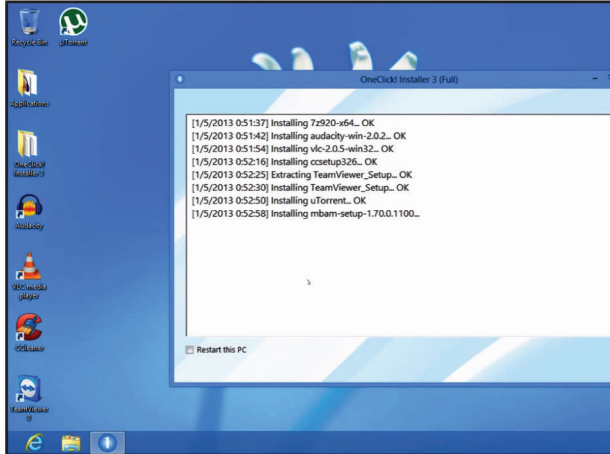 Recycle Bin
µTorrent
Applications
OneClick!
Installer 3
Audacity
VLC media
player
CCleaner
TeamViewer
8
OneClick! Installer 3 (Full)
[1/5/2013 0:51:37] Installing 7z920-x64... OK
[1/5/2013 0:51:42] Installing audacity-win-2.0.2... OK
[1/5/2013 0:51:54] Installing vlc-2.0.5-win32... OK
[1/5/2013 0:52:16] Installing ccsetup326... OK
[1/5/2013 0:52:25] Extracting TeamViewer_Setup... OK
[1/5/2013 0:52:30] Installing TeamViewer_Setup... OK
[1/5/2013 0:52:50] Installing uTorrent... OK
[1/5/2013 0:52:58] Installing mbam-setup-1.70.0.1100...
Restart this PC